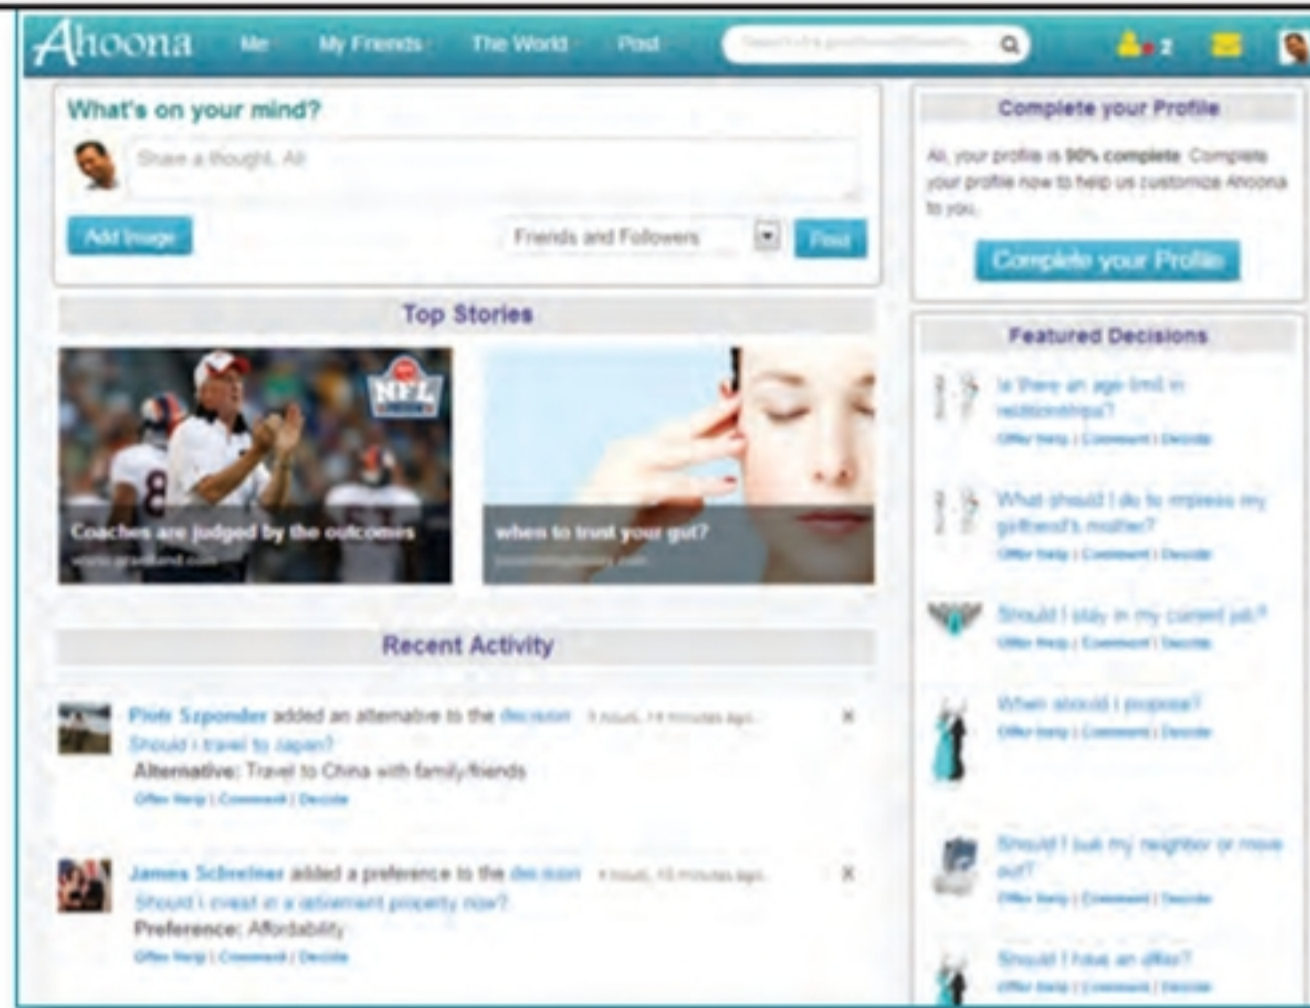 Ahoona Me My Friends The World Post
2
What's on your mind?
Share a thought, Ali
Add Image
Friends and Followers
Post
Top Stories
NFL
8
Coaches are judged by the outcomes
when to trust your gut?
Recent Activity
Piotr Szponder added an alternative to the decision
Should I travel to Japan?
Alternative: Travel to China with family/friends
Offer Help | Comment | Decide
James Schreiner added a preference to the decision
Should I invest in a retirement property now?
Preference: Affordability
Offer Help | Comment | Decide
Complete your Profile
Ali, your profile is 90% complete. Complete
your profile now to help us customize Ahoona
to you.
Complete your Profile
Featured Decisions
Is there an age limit in
relationships?
Offer Help | Comment | Decide
What should I do to impress my
girlfriend's mother?
Offer Help | Comment | Decide
Should I stay in my current job?
Offer Help | Comment | Decide
When should I propose?
Offer Help | Comment | Decide
Should I sue my neighbor or move
out?
Offer Help | Comment | Decide
Should I have an affair?
Offer Help | Comment | Decide